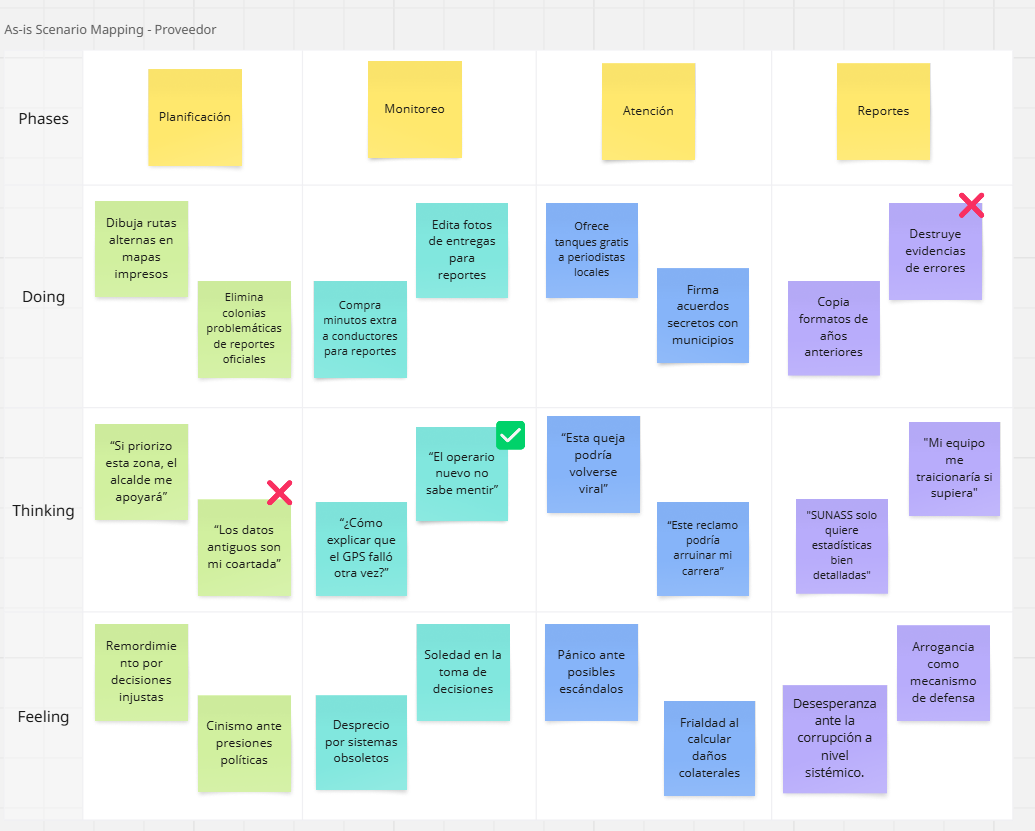 As-is Scenario Mapping - Proveedor
Phases
Planificación
Monitoreo
Atención
Reportes
Doing
Dibuja rutas
alternas en
mapas
impresos
Elimina
colonias
problemáticas
de reportes
oficiales
Compra
minutos extra
a conductores
para reportes
Edita fotos
de entregas
para
reportes
Ofrece
tanques gratis
a periodistas
locales
Firma
acuerdos
secretos con
municipios
Copia
formatos de
años
anteriores
Destruye
evidencias
de errores
Thinking
“Si priorizo
esta zona, el
alcalde me
apoyará”
“Los datos
antiguos son
mi coartada”
“¿Cómo
explicar que
el GPS falló
otra vez?”
“El operario
nuevo no
sabe mentir”
“Esta queja
podría
volverse
viral”
“Este reclamo
podría
arruinar mi
carrera”
"SUNASS solo
quiere
estadísticas
bien
detalladas"
"Mi equipo
me
traicionaría si
supiera"
Feeling
Remordimie
nto por
decisiones
injustas
Cinismo ante
presiones
políticas
Desprecio
por sistemas
obsoletos
Soledad en la
toma de
decisiones
Pánico ante
posibles
escándalos
Frialdad al
calcular
daños
colaterales
Desesperanza
ante la
corrupción a
nivel
sistémico.
Arrogancia
como
mecanismo
de defensa